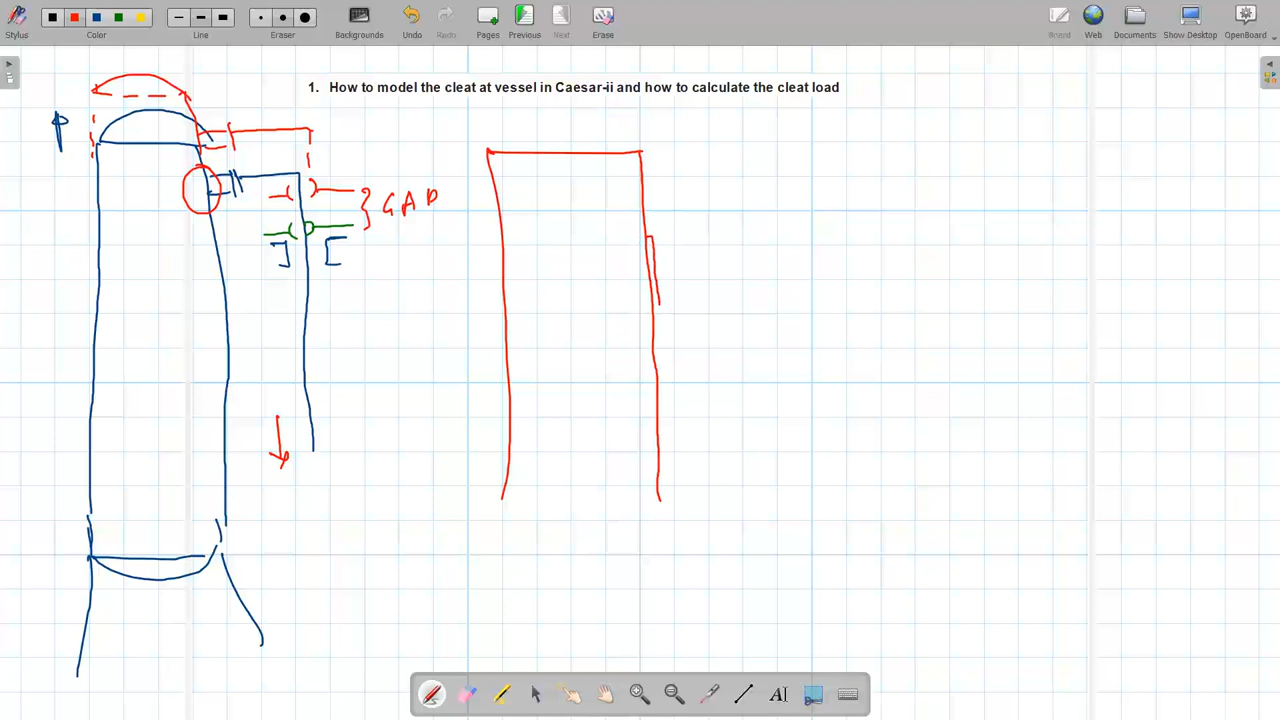 Stylus
Color
Line
Eraser
Backgrounds
Undo
Redo
Pages
Previous
Next
Erase
Board
Web
Documents
Show Desktop
OpenBoard
1. How to model the cleat at vessel in Caesar-ii and how to calculate the cleat load
P
GAP
AI